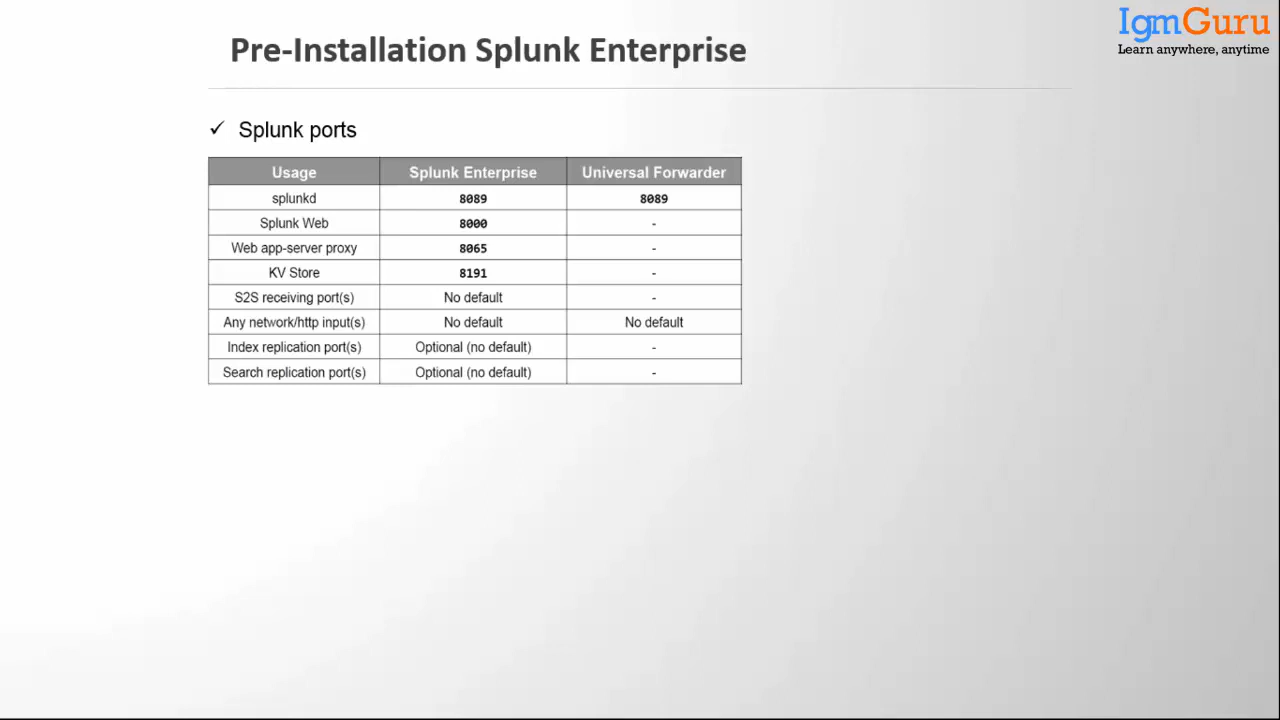 IgmGuru
Learn anywhere, anytime
Pre-Installation Splunk Enterprise
✓ Splunk ports
Usage Splunk Enterprise Universal Forwarder
splunkd 8089 8089
Splunk Web 8000 -
Web app-server proxy 8065 -
KV Store 8191 -
S2S receiving port(s) No default -
Any network/http input(s) No default No default
Index replication port(s) Optional (no default) -
Search replication port(s) Optional (no default) -